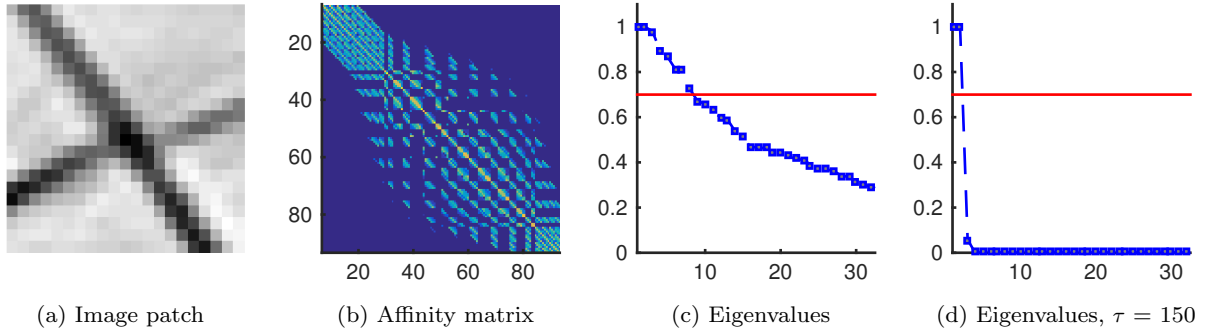 20
40
60
80
20 40 60 80
1
0.8
0.6
0.4
0.2
0
10 20 30
1
0.8
0.6
0.4
0.2
0
10 20 30
(a) Image patch
(b) Affinity matrix
(c) Eigenvalues
(d) Eigenvalues, τ = 150